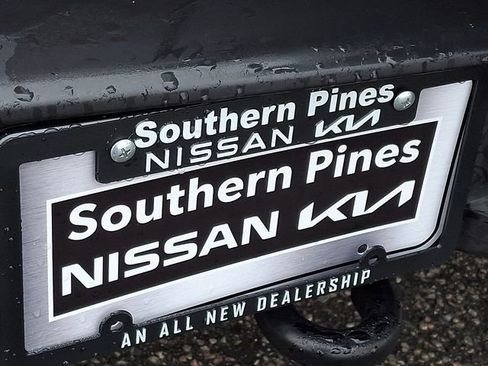 Southern Pines
NISSAN KIA
Southern Pines
NISSAN KIA
AN ALL NEW DEALERSHIP